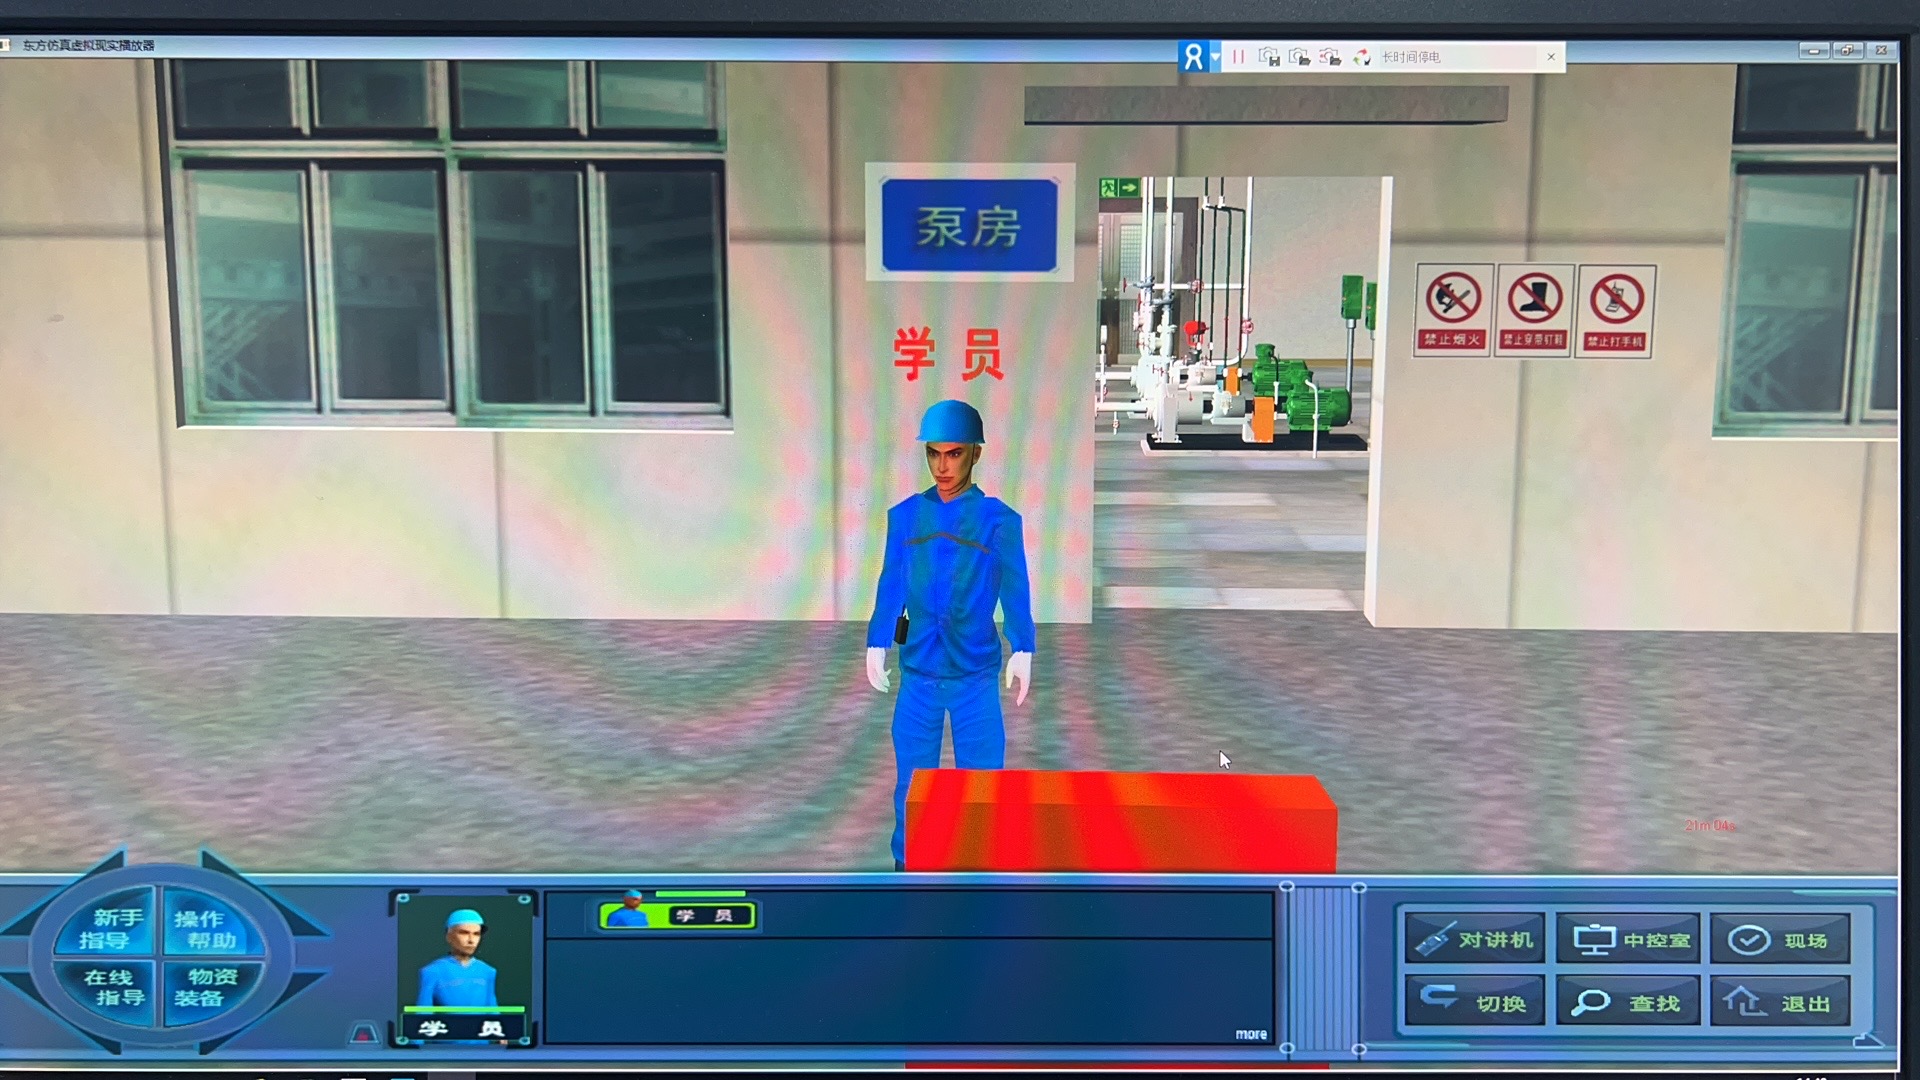 东方仿真虚拟现实播放器
长时间停电
泵房
学员
禁止烟火
禁止穿带钉鞋
禁止打手机
21m 04s
新手
指导
操作
帮助
在线
指导
物资
装备
学员
学员
more
对讲机
中控室
现场
切换
查找
退出